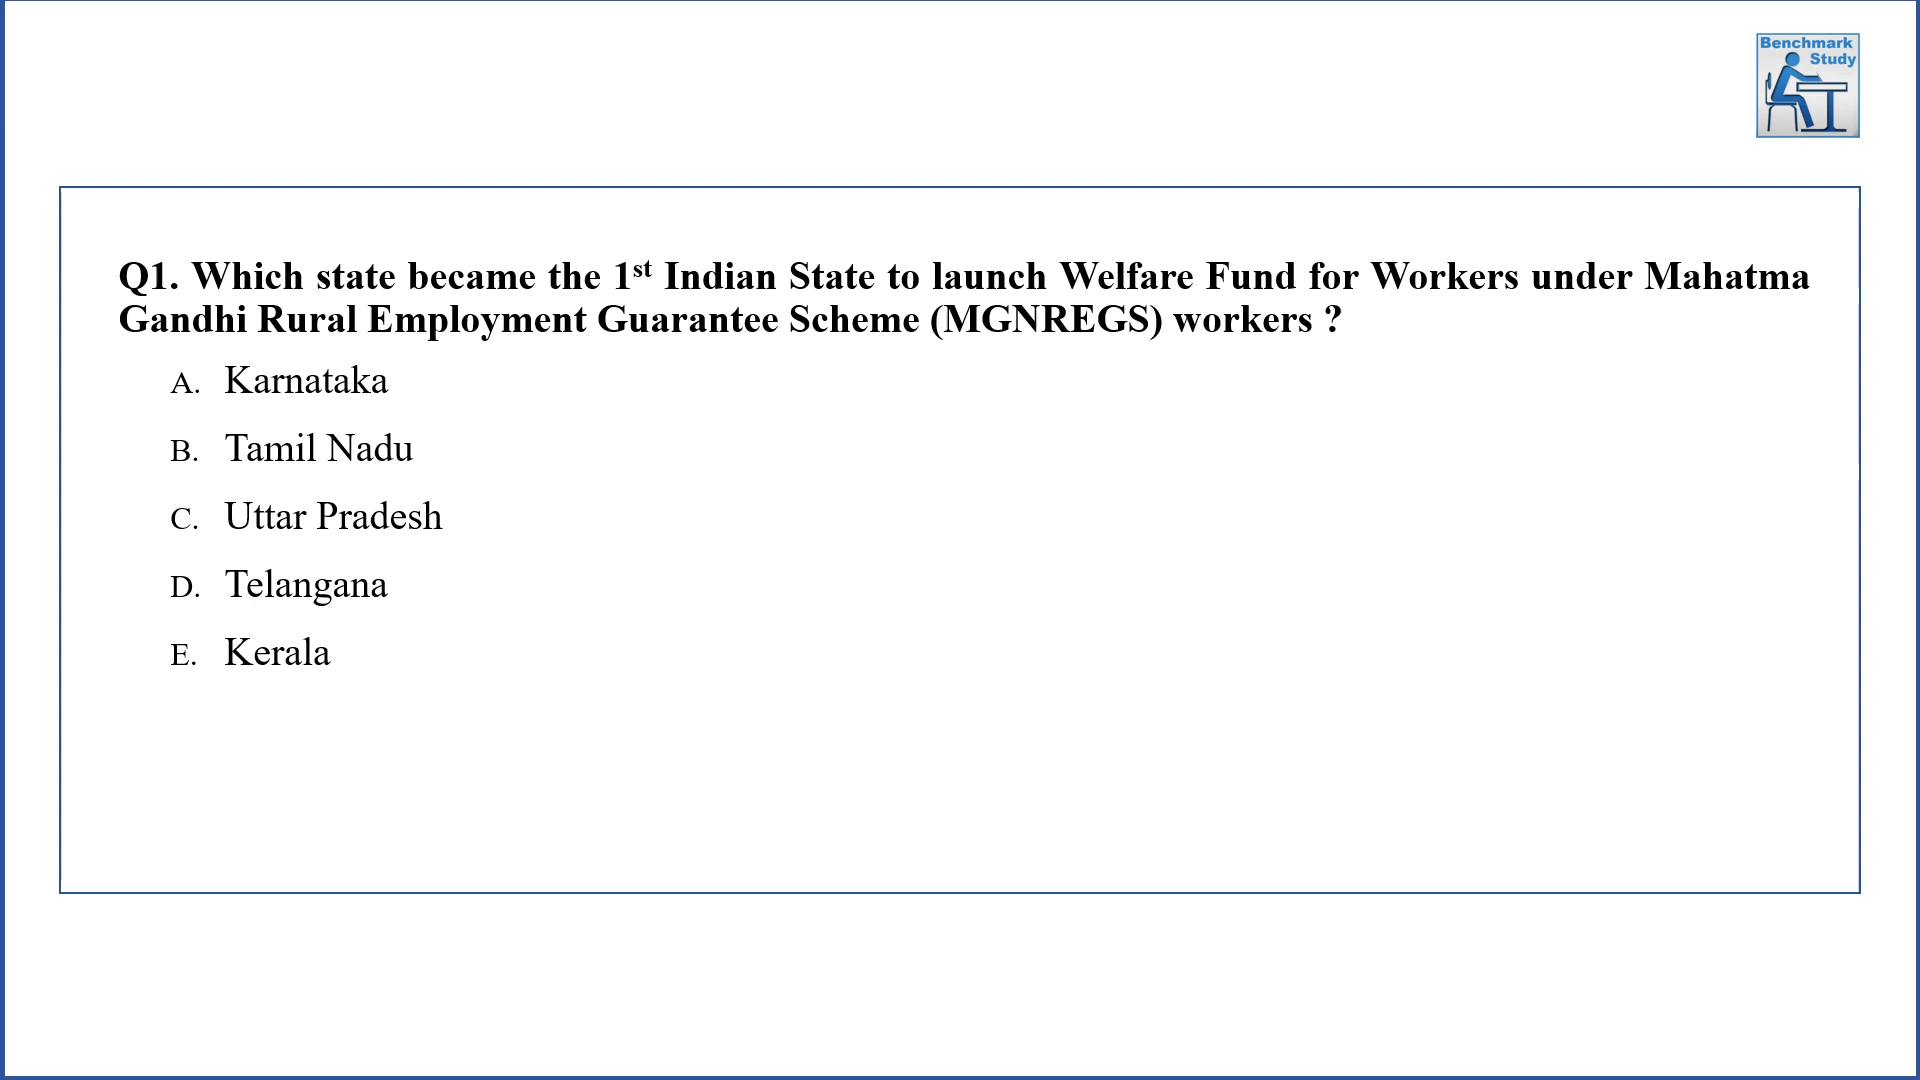 Benchmark
Study
Q1. Which state became the 1st Indian State to launch Welfare Fund for Workers under Mahatma
Gandhi Rural Employment Guarantee Scheme (MGNREGS) workers ?
A. Karnataka
B. Tamil Nadu
C. Uttar Pradesh
D. Telangana
E. Kerala